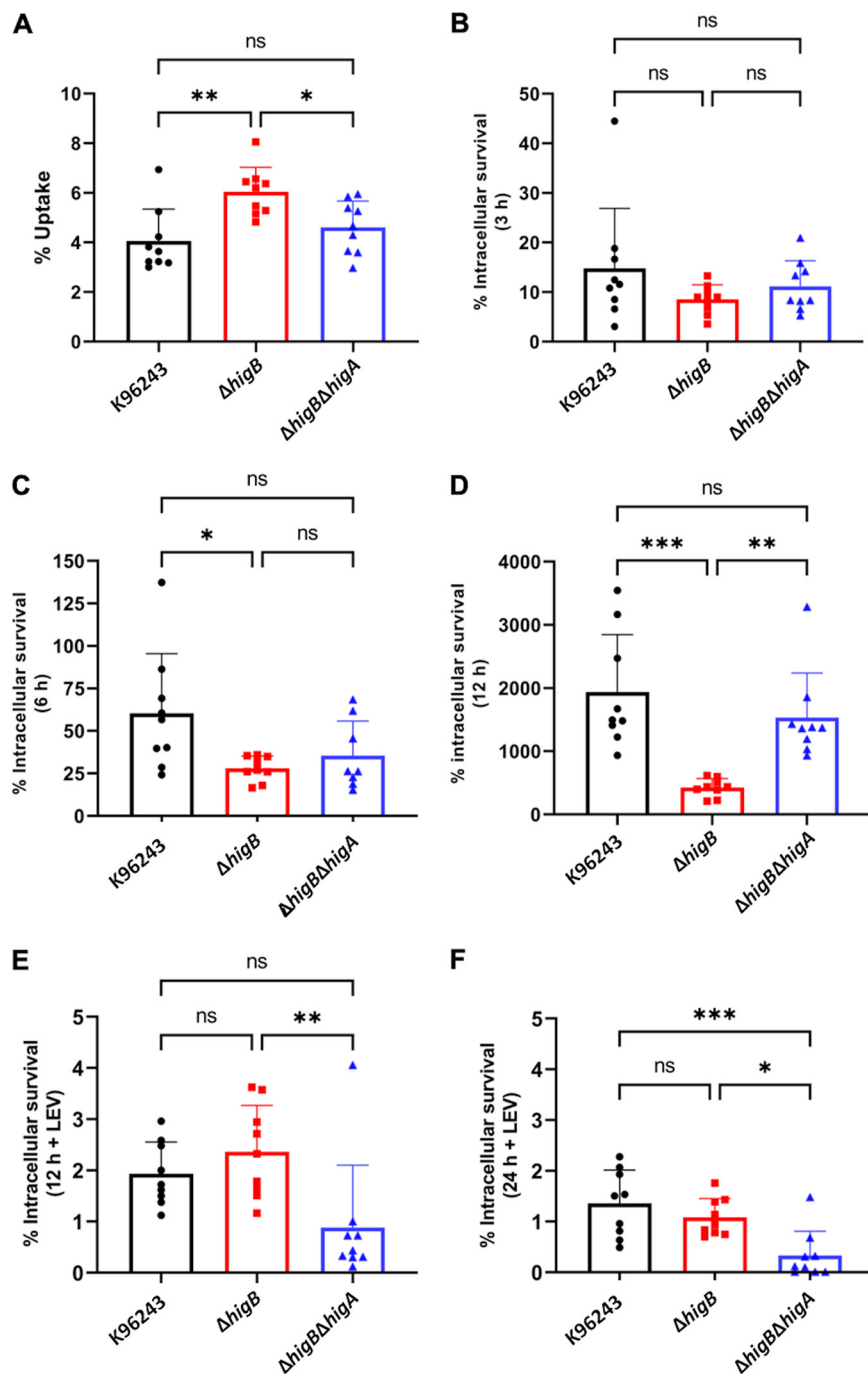 A
ns
**
*
% Uptake
10
8
6
4
2
0
K96243
ΔhigB
ΔhigBΔhigA
B
ns
ns
ns
% Intracellular survival
(3 h)
50
40
30
20
10
0
K96243
ΔhigB
ΔhigBΔhigA
C
ns
*
ns
% Intracellular survival
(6 h)
150
125
100
75
50
25
0
K96243
ΔhigB
ΔhigBΔhigA
D
ns
***
**
% intracellular survival
(12 h)
4000
3000
2000
1000
0
K96243
ΔhigB
ΔhigBΔhigA
E
ns
ns
**
% Intracellular survival
(12 h + LEV)
5
4
3
2
1
0
K96243
ΔhigB
ΔhigBΔhigA
F
***
ns
*
% Intracellular survival
(24 h + LEV)
5
4
3
2
1
0
K96243
ΔhigB
ΔhigBΔhigA